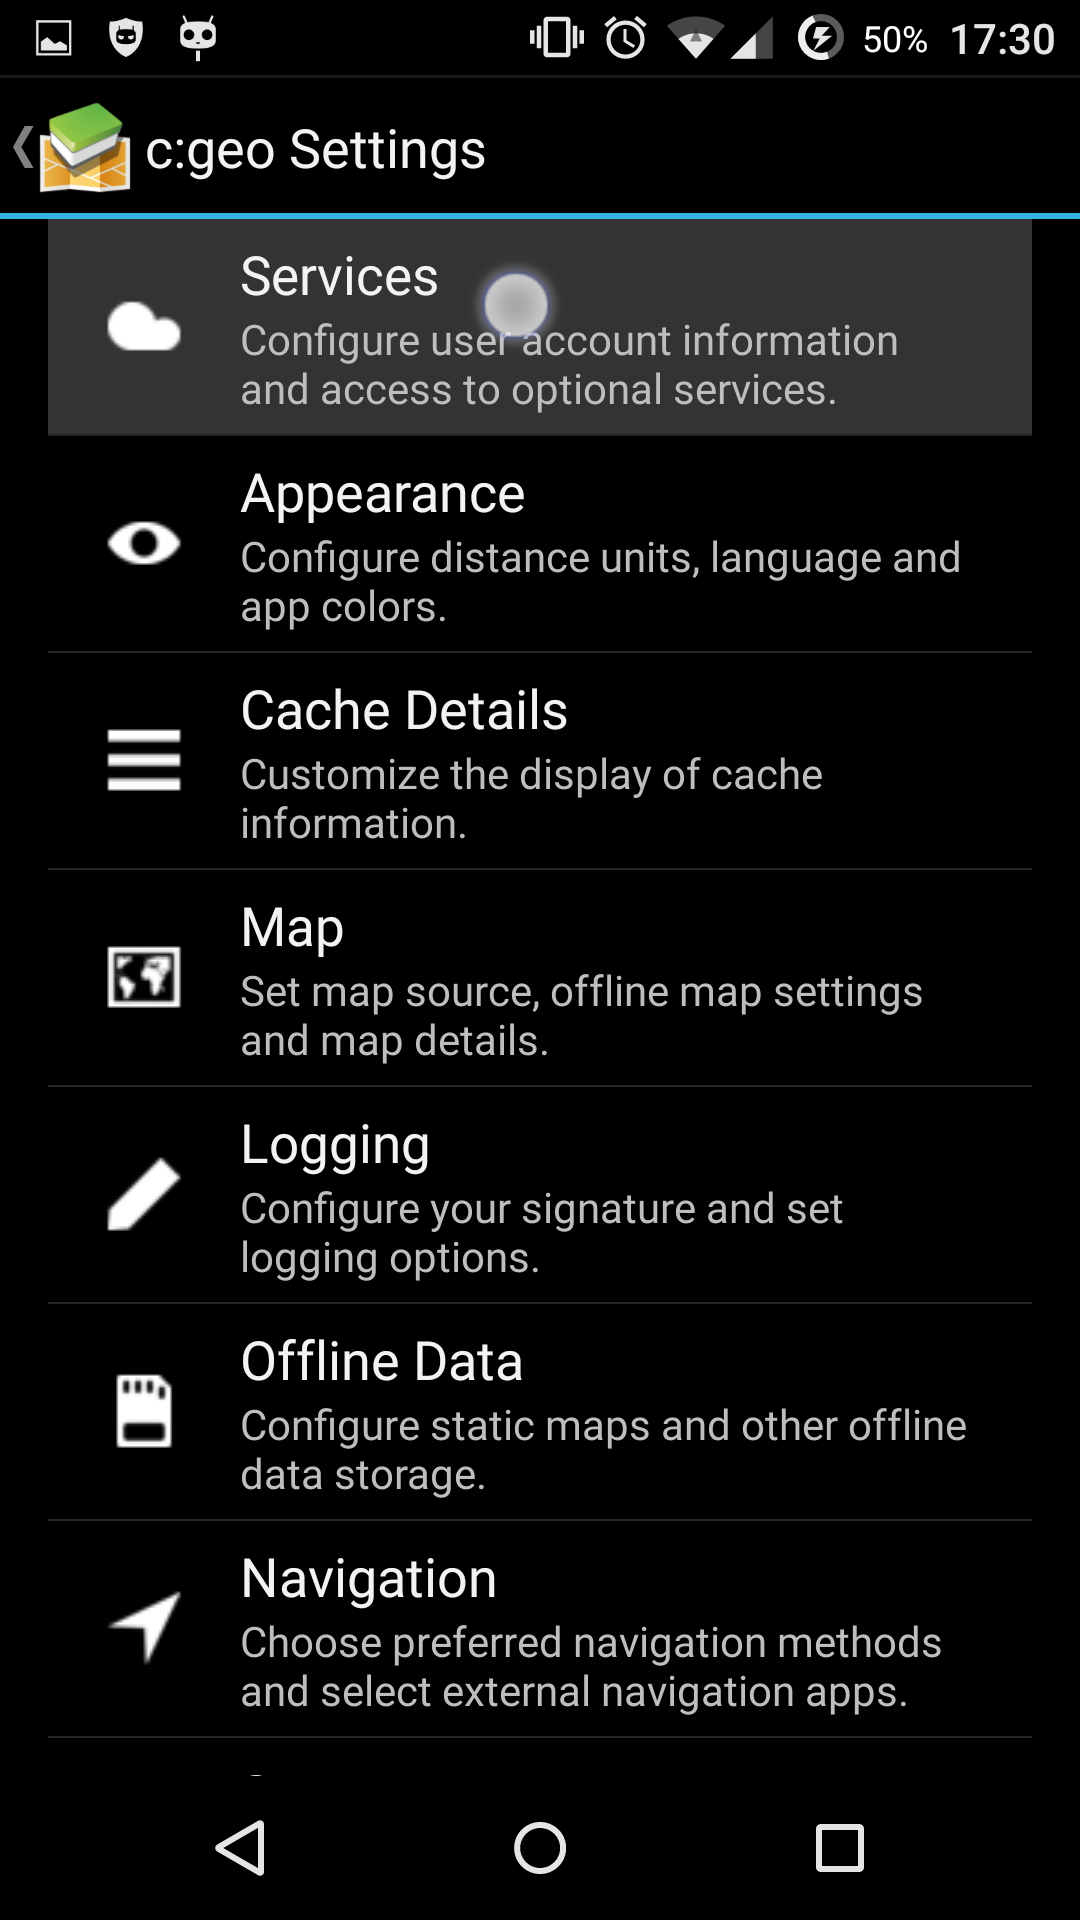 50% 17:30
c:geo Settings
Services
Configure user account information
and access to optional services.
Appearance
Configure distance units, language and
app colors.
Cache Details
Customize the display of cache
information.
Map
Set map source, offline map settings
and map details.
Logging
Configure your signature and set
logging options.
Offline Data
Configure static maps and other offline
data storage.
Navigation
Choose preferred navigation methods
and select external navigation apps.